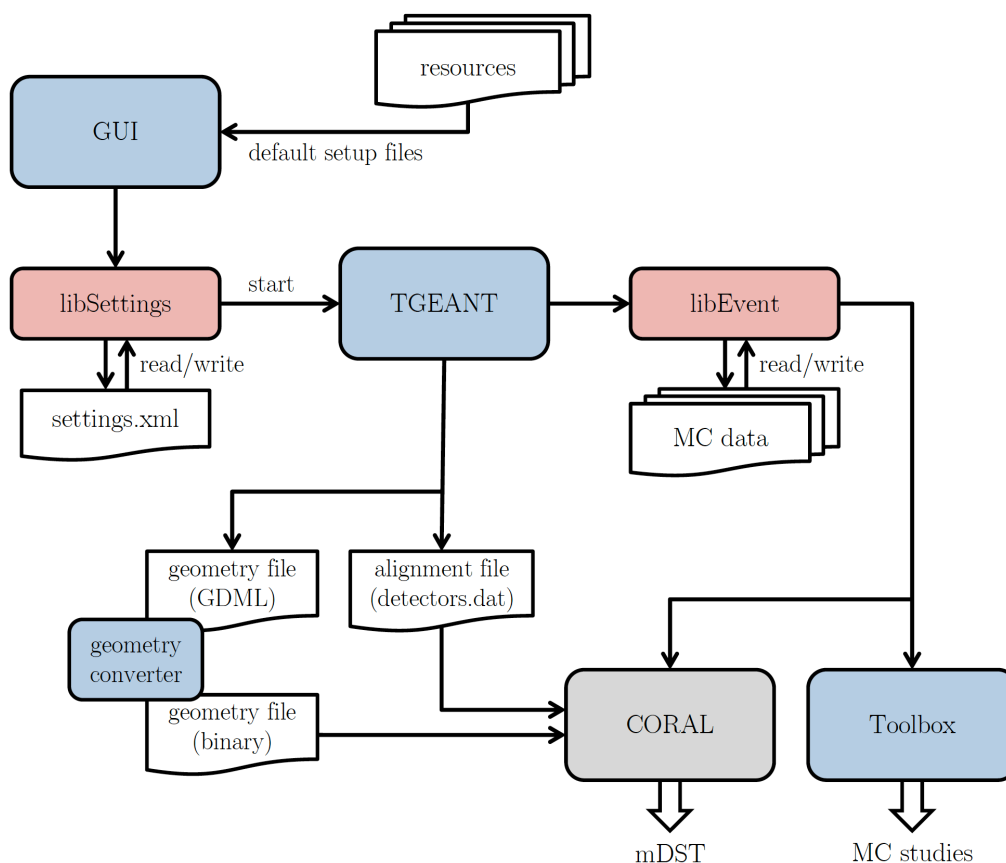 resources
GUI
default setup files
libSettings
start
TGEANT
libEvent
read/write
read/write
settings.xml
MC data
geometry file
(GDML)
alignment file
(detectors.dat)
geometry
converter
geometry file
(binary)
CORAL
Toolbox
mDST
MC studies